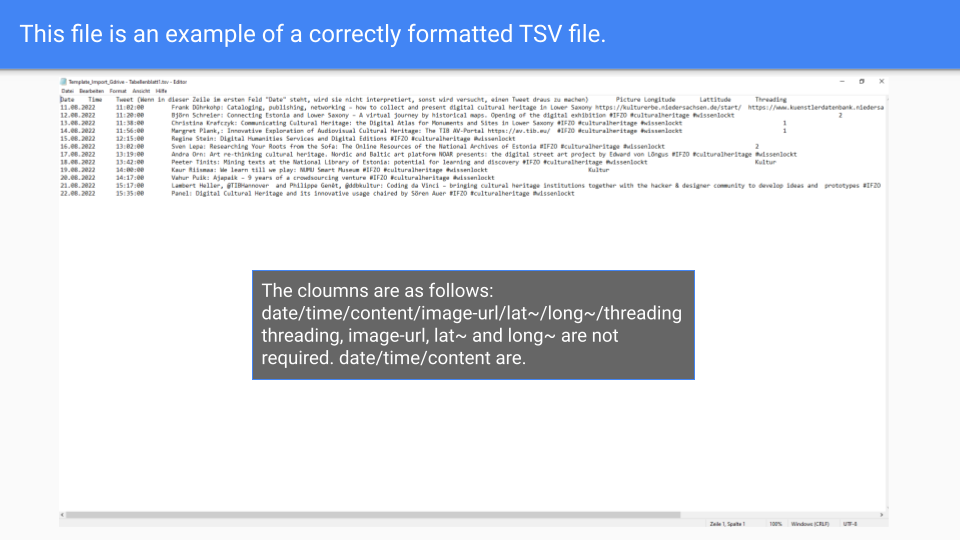 This file is an example of a correctly formatted TSV file.
Template_Import_Gdrive - Tabellenblatt1.tsv - Editor
Datei Bearbeiten Format Ansicht Hilfe
Date Time Tweet (Wenn in dieser Zeile im ersten Feld "Date" steht, wird sie nicht interpretiert, sonst wird versucht, einen Tweet draus zu machen) Picture Longitude Lattitude Threading
11.08.2022 11:02:00 Frank Dührkohp: Cataloging, publishing, networking – how to collect and present digital cultural heritage in Lower Saxony https://kulturerbe.niedersachsen.de/start/ https://www.kuenstlerdatenbank.niedersa
12.08.2022 11:20:00 Björn Schreier: Connecting Estonia and Lower Saxony – A virtual journey by historical maps. Opening of the digital exhibition #IFZO #culturalheritage #wissenlockt 2
13.08.2022 11:38:00 Christina Krafczyk: Communicating Cultural Heritage: the Digital Atlas for Monuments and Sites in Lower Saxony #IFZO #culturalheritage #wissenlockt 1
14.08.2022 11:56:00 Margret Plank,: Innovative Exploration of Audiovisual Cultural Heritage: The TIB AV-Portal https://av.tib.eu/ #IFZO #culturalheritage #wissenlockt 1
15.08.2022 12:15:00 Regine Stein: Digital Humanities Services and Digital Editions #IFZO #culturalheritage #wissenlockt
16.08.2022 13:02:00 Sven Lepa: Researching Your Roots from the Sofa: The Online Resources of the National Archives of Estonia #IFZO #culturalheritage #wissenlockt 2
17.08.2022 13:19:00 Andra Orn: Art re-thinking cultural heritage. Nordic and Baltic art platform NOAR presents: the digital street art project by Edward von Lõngus #IFZO #culturalheritage #wissenlockt
18.08.2022 13:42:00 Peeter Tinits: Mining texts at the National Library of Estonia: potential for learning and discovery #IFZO #culturalheritage #wissenlockt Kultur
19.08.2022 14:00:00 Kaur Riismaa: We learn till we play: NUMU Smart Museum #IFZO #culturalheritage #wissenlockt Kultur
20.08.2022 14:17:00 Vahur Puik: Ajapaik – 9 years of a crowdsourcing venture #IFZO #culturalheritage #wissenlockt
21.08.2022 15:17:00 Lambert Heller, @TIBHannover and Philippe Genêt, @ddbkultur: Coding da Vinci – bringing cultural heritage institutions together with the hacker & designer community to develop ideas and prototypes #IFZO
22.08.2022 15:35:00 Panel: Digital Cultural Heritage and its innovative usage chaired by Sören Auer #IFZO #culturalheritage #wissenlockt
The cloumns are as follows:
date/time/content/image-url/lat~/long~/threading
threading, image-url, lat~ and long~ are not
required. date/time/content are.
Zeile 1, Spalte 1 100% Windows (CRLF) UTF-8